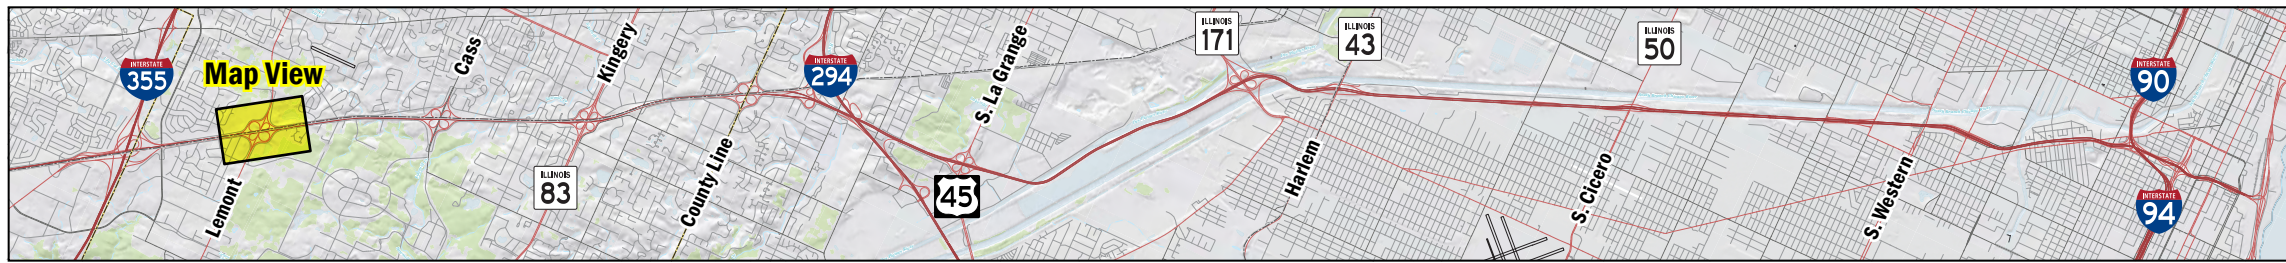 INTERSTATE
355
Map View
Lemont
Cass
ILLINOIS
83
Kingery
County Line
INTERSTATE
294
45
S. La Grange
ILLINOIS
171
Harlem
ILLINOIS
43
S. Cicero
ILLINOIS
50
S. Western
INTERSTATE
90
INTERSTATE
94